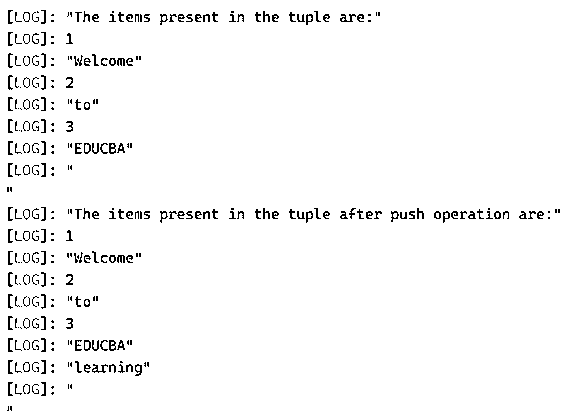 [LOG]: "The items present in the tuple are:"
[LOG]: 1
[LOG]: "Welcome"
[LOG]: 2
[LOG]: "to"
[LOG]: 3
[LOG]: "EDUCBA"
[LOG]: "
"
[LOG]: "The items present in the tuple after push operation are:"
[LOG]: 1
[LOG]: "Welcome"
[LOG]: 2
[LOG]: "to"
[LOG]: 3
[LOG]: "EDUCBA"
[LOG]: "learning"
[LOG]: "
"